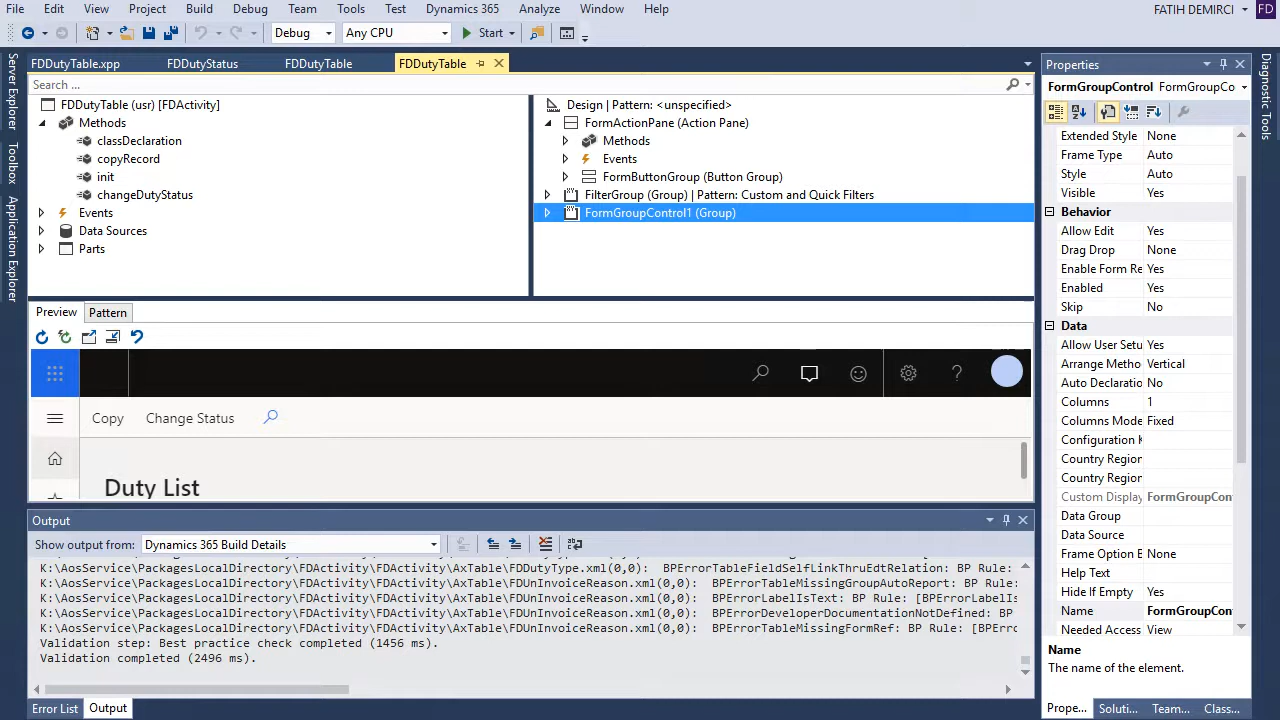 File Edit View Project Build Debug Team Tools Test Dynamics 365 Analyze Window Help FATIH DEMIRCI FD
Debug Any CPU Start
Server Explorer
Toolbox
Application Explorer
FDDutyTable.xpp FDDutyStatus FDDutyTable FDDutyTable
Search ...
FDDutyTable (usr) [FDActivity]
Methods
classDeclaration
copyRecord
init
changeDutyStatus
Events
Data Sources
Parts
Design | Pattern: <unspecified>
FormActionPane (Action Pane)
Methods
Events
FormButtonGroup (Button Group)
FilterGroup (Group) | Pattern: Custom and Quick Filters
FormGroupControl1 (Group)
Preview Pattern
Copy Change Status
Duty List
Output
Show output from: Dynamics 365 Build Details
K:\AosService\PackagesLocalDirectory\FDActivity\FDActivity\AxTable\FDDutyType.xml(0,0): BPErrorTableFieldSelfLinkThruEdtRelation: BP Rule:
K:\AosService\PackagesLocalDirectory\FDActivity\FDActivity\AxTable\FDUnInvoiceReason.xml(0,0): BPErrorTableMissingGroupAutoReport: BP Rule:
K:\AosService\PackagesLocalDirectory\FDActivity\FDActivity\AxTable\FDUnInvoiceReason.xml(0,0): BPErrorLabelIsText: BP Rule: [BPErrorLabelIs
K:\AosService\PackagesLocalDirectory\FDActivity\FDActivity\AxTable\FDUnInvoiceReason.xml(0,0): BPErrorDeveloperDocumentationNotDefined: BP
K:\AosService\PackagesLocalDirectory\FDActivity\FDActivity\AxTable\FDUnInvoiceReason.xml(0,0): BPErrorTableMissingFormRef: BP Rule: [BPErro
Validation step: Best practice check completed (1456 ms).
Validation completed (2496 ms).
Error List Output
Properties
FormGroupControl FormGroupCo
Extended Style None
Frame Type Auto
Style Auto
Visible Yes
Behavior
Allow Edit Yes
Drag Drop None
Enable Form Re Yes
Enabled Yes
Skip No
Data
Allow User Setu Yes
Arrange Metho Vertical
Auto Declaratio No
Columns 1
Columns Mode Fixed
Configuration K
Country Region
Country Region
Custom Display FormGroupCon
Data Group
Data Source
Frame Option B None
Help Text
Hide If Empty Yes
Name FormGroupCont
Needed Access View
Name
The name of the element.
Prope... Soluti... Team... Class...
Diagnostic Tools